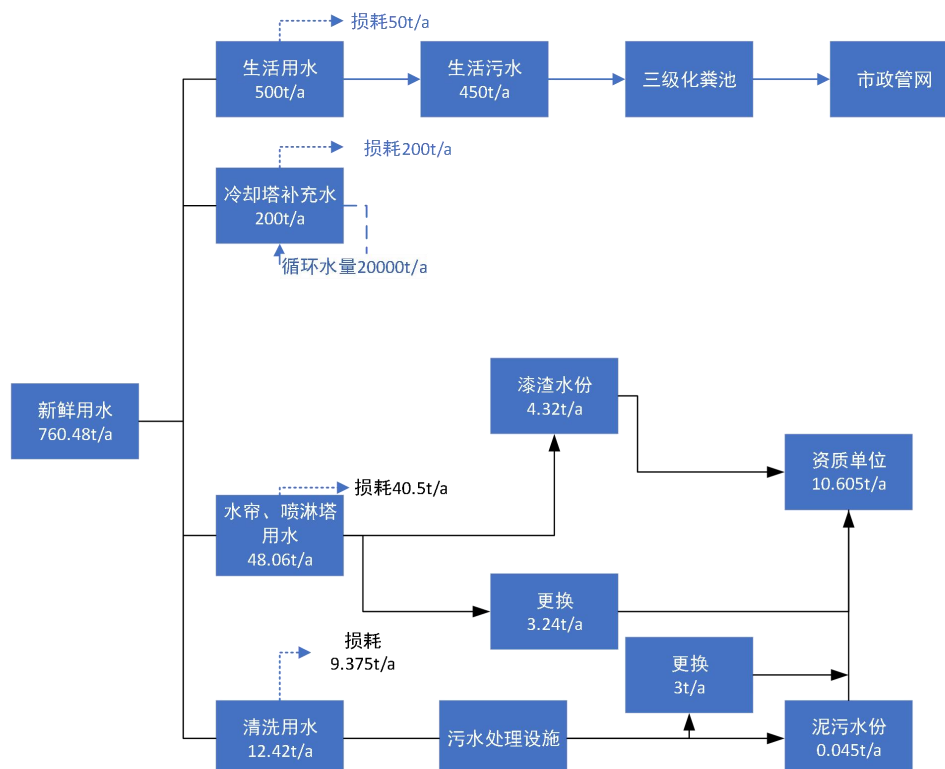 损耗50t/a
生活用水
500t/a
生活污水
450t/a
三级化粪池
市政管网
损耗200t/a
冷却塔补充水
200t/a
循环水量20000t/a
新鲜用水
760.48t/a
漆渣水份
4.32t/a
资质单位
10.605t/a
损耗40.5t/a
水帘、喷淋塔
用水
48.06t/a
更换
3.24t/a
损耗
9.375t/a
更换
3t/a
清洗用水
12.42t/a
污水处理设施
泥污水份
0.045t/a